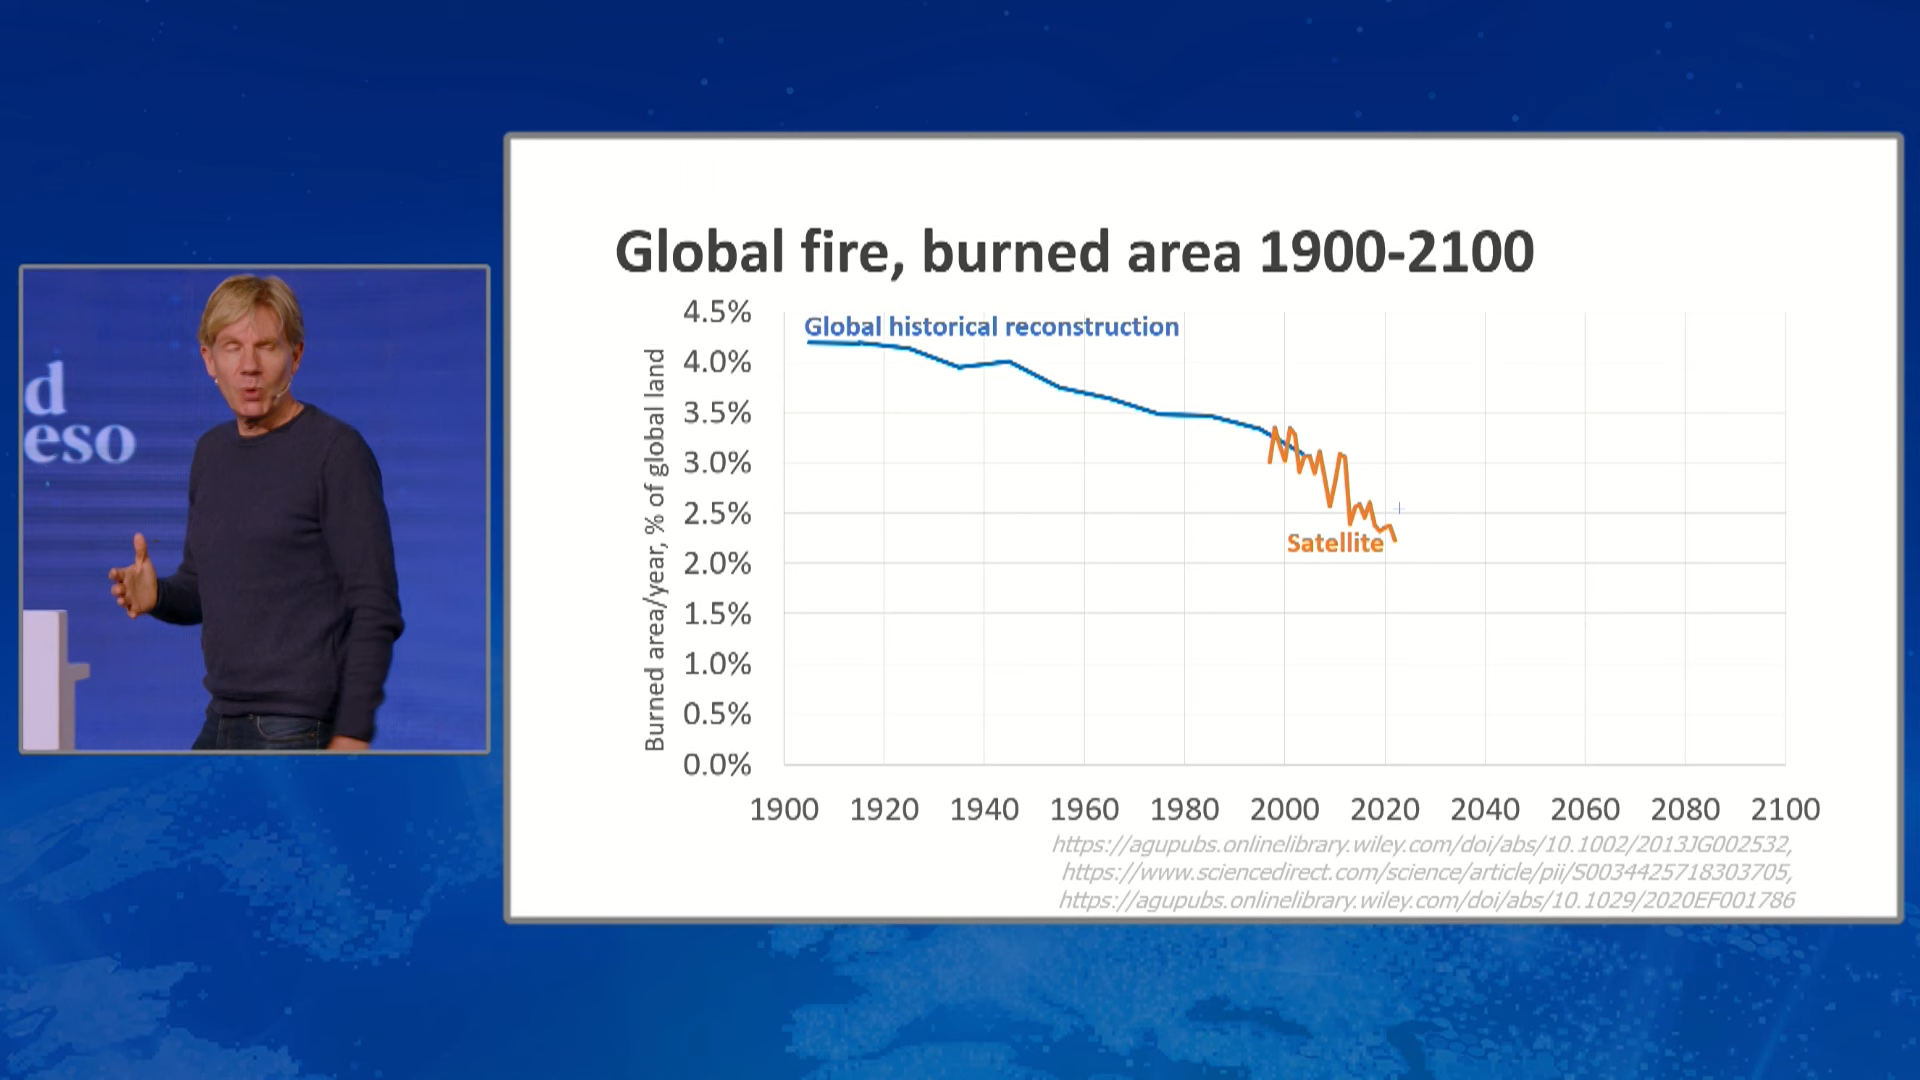 d
eso
Global fire, burned area 1900-2100
Burned area/year, % of global land
4.5%
4.0%
3.5%
3.0%
2.5%
2.0%
1.5%
1.0%
0.5%
0.0%
Global historical reconstruction
Satellite
1900 1920 1940 1960 1980 2000 2020 2040 2060 2080 2100
https://agupubs.onlinelibrary.wiley.com/doi/abs/10.1002/2013JG002532,
https://www.sciencedirect.com/science/article/pii/S0034425718303705,
https://agupubs.onlinelibrary.wiley.com/doi/abs/10.1029/2020EF001786